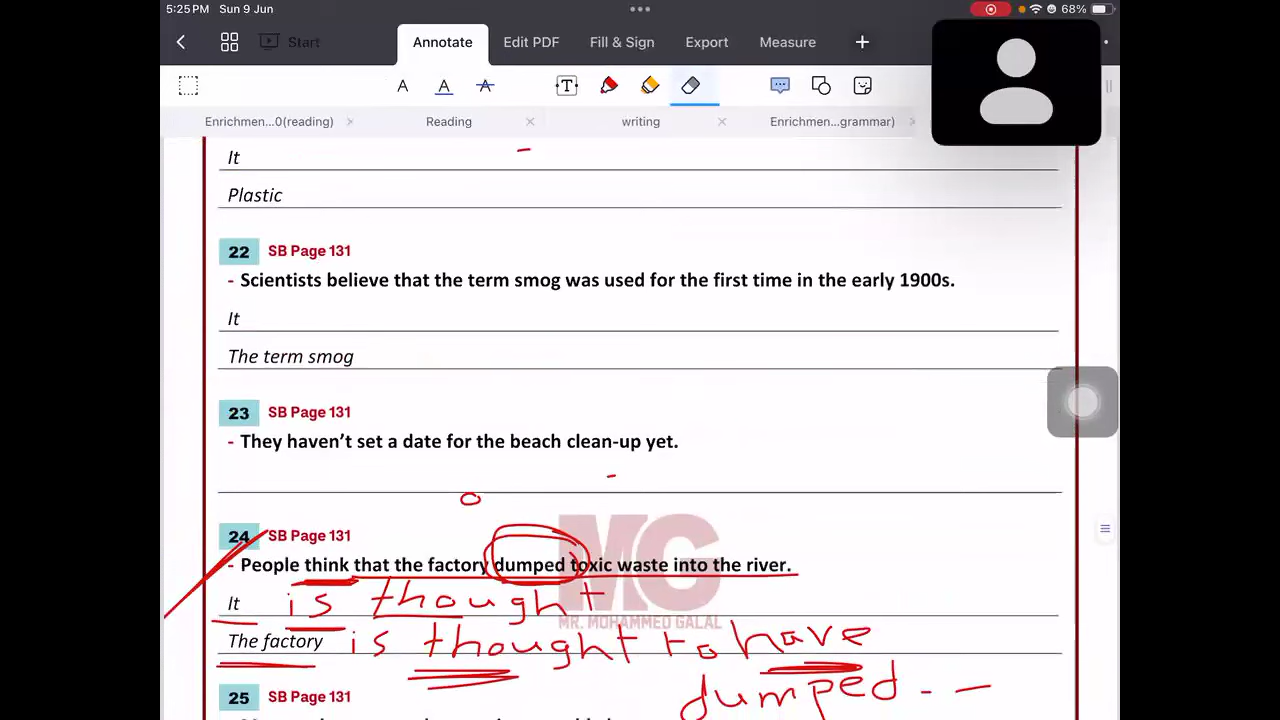 5:25PM Sun 9 Jun 68%
Start Annotate Edit PDF Fill & Sign Export Measure
A A A T
Enrichmen...0(reading) Reading writing Enrichmen...grammar)
It
Plastic
22 SB Page 131
- Scientists believe that the term smog was used for the first time in the early 1900s.
It
The term smog
23 SB Page 131
- They haven't set a date for the beach clean-up yet.
24 SB Page 131
- People think that the factory dumped toxic waste into the river.
It is thought
MG
MR. MOHAMMED GALAL
The factory is thought to have
dumped - -
25 SB Page 131